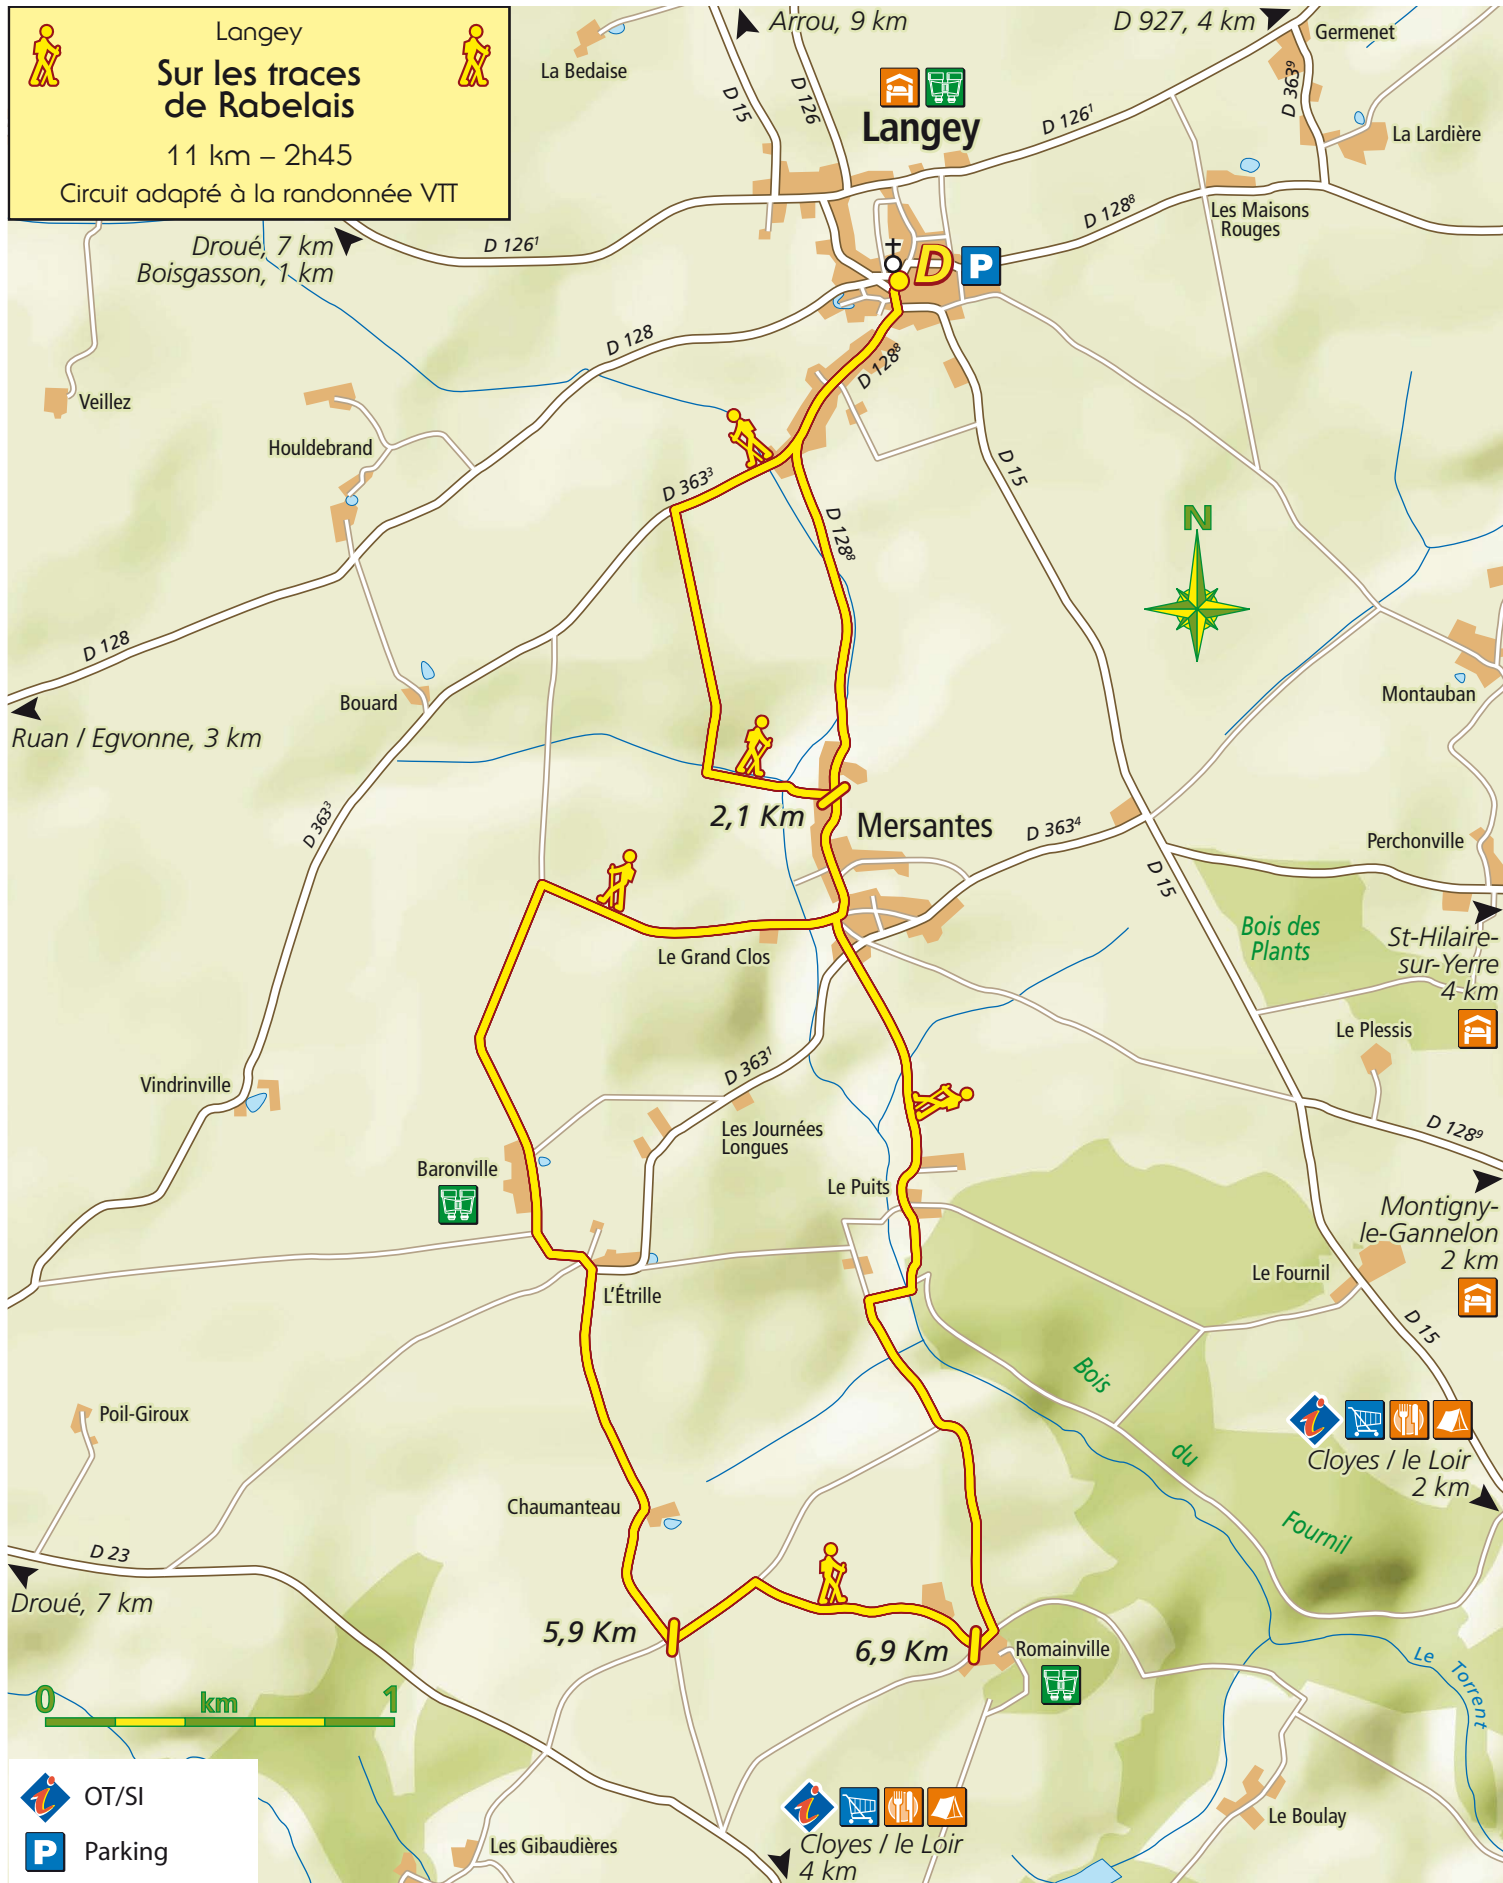 Langey
Sur les traces
de Rabelais
11 km – 2h45
Circuit adapté à la randonnée VTT
Arrou, 9 km
D 927, 4 km
Germenet
La Bedaise
D 15
D 126
Langey
D 126¹
D 363⁹
La Lardière
Droué, 7 km
Boisgasson, 1 km
D 126¹
D 128⁸
Les Maisons
Rouges
D
P
D 128
D 128⁸
Veillez
Houldebrand
D 363³
D 15
D 128⁸
N
D 128
Bouard
Montauban
Ruan / Egvonne, 3 km
2,1 Km
Mersantes
D 363⁴
D 363³
Perchonville
D 15
Bois des
Plants
St-Hilaire-
sur-Yerre
4 km
Le Grand Clos
Le Plessis
D 363¹
Vindrinville
Les Journées
Longues
D 128⁹
Baronville
Le Puits
Montigny-
le-Gannelon
2 km
Le Fournil
L'Étrille
D 15
Bois
du
Fournil
Poil-Giroux
i
Cloyes / le Loir
2 km
Chaumanteau
D 23
Droué, 7 km
5,9 Km
6,9 Km
Romainville
Le Torrent
0 km 1
i OT/SI
P Parking
Les Gibaudières
i
Cloyes / le Loir
4 km
Le Boulay